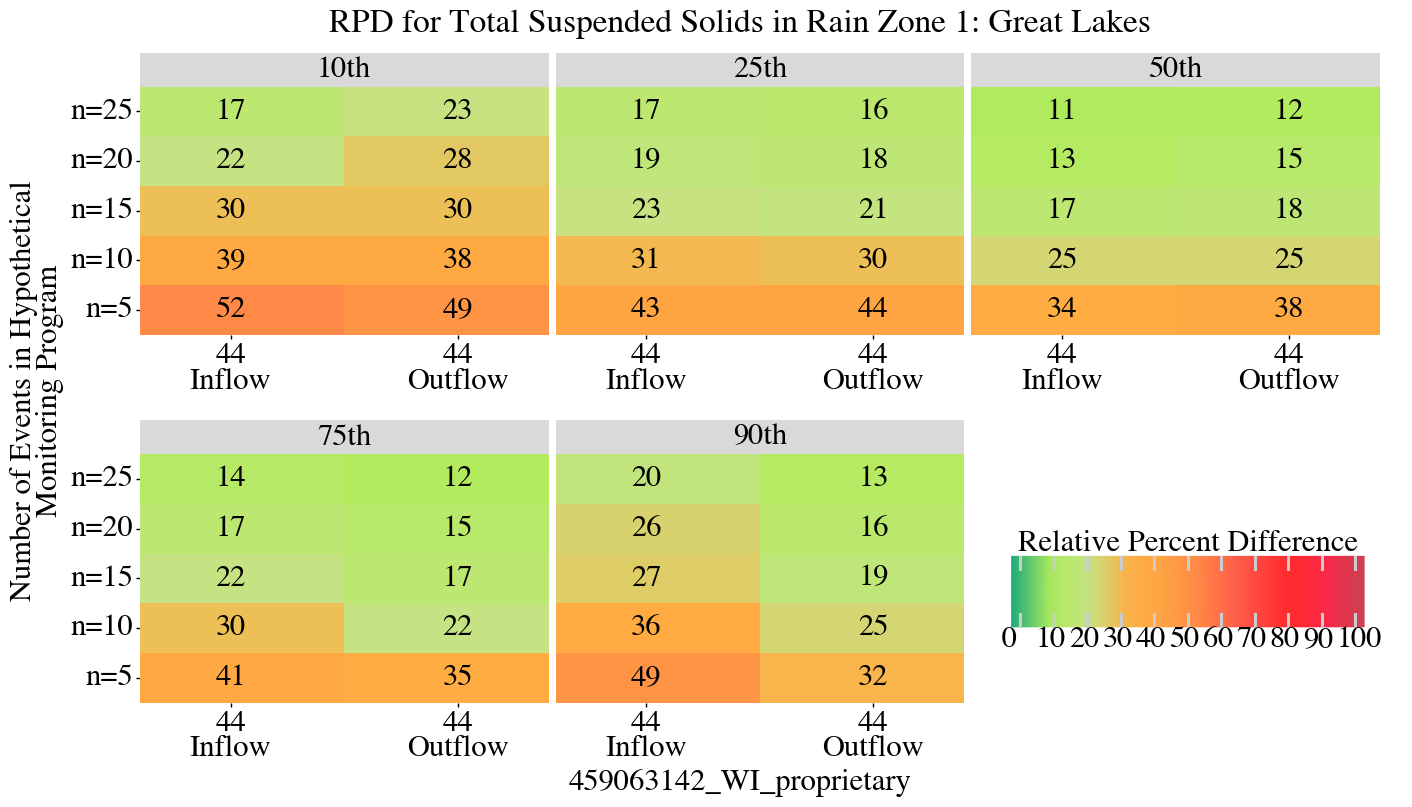 RPD for Total Suspended Solids in Rain Zone 1: Great Lakes
10th 25th 50th
n=25 17 23 17 16 11 12
n=20 22 28 19 18 13 15
n=15 30 30 23 21 17 18
n=10 39 38 31 30 25 25
n=5 52 49 43 44 34 38
44 44 44 44 44 44
Inflow Outflow Inflow Outflow Inflow Outflow
Number of Events in Hypothetical
Monitoring Program
75th 90th
n=25 14 12 20 13
n=20 17 15 26 16
n=15 22 17 27 19
n=10 30 22 36 25
n=5 41 35 49 32
44 44 44 44
Inflow Outflow Inflow Outflow
Relative Percent Difference
0 10 20 30 40 50 60 70 80 90 100
459063142_WI_proprietary